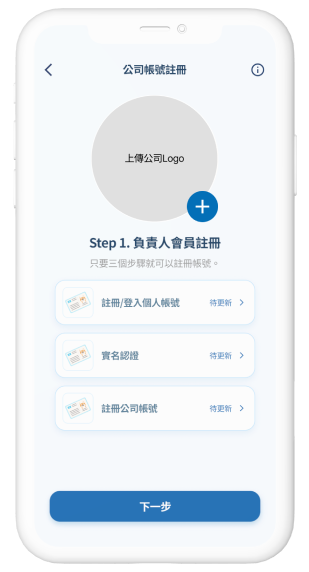 公司帳號註冊
上傳公司Logo
Step 1. 負責人會員註冊
只要三個步驟就可以註冊帳號。
註冊/登入個人帳號 待更新
實名認證 待更新
註冊公司帳號 待更新
下一步